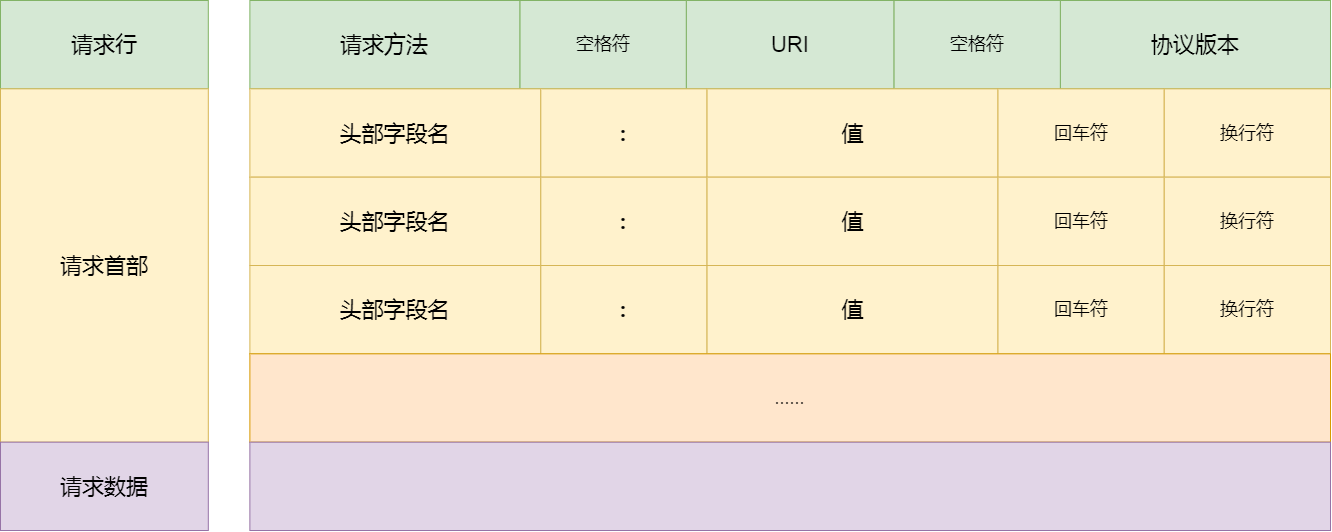 请求行 请求方法 空格符 URI 空格符 协议版本
头部字段名 : 值 回车符 换行符
头部字段名 : 值 回车符 换行符
请求首部
头部字段名 : 值 回车符 换行符
......
请求数据